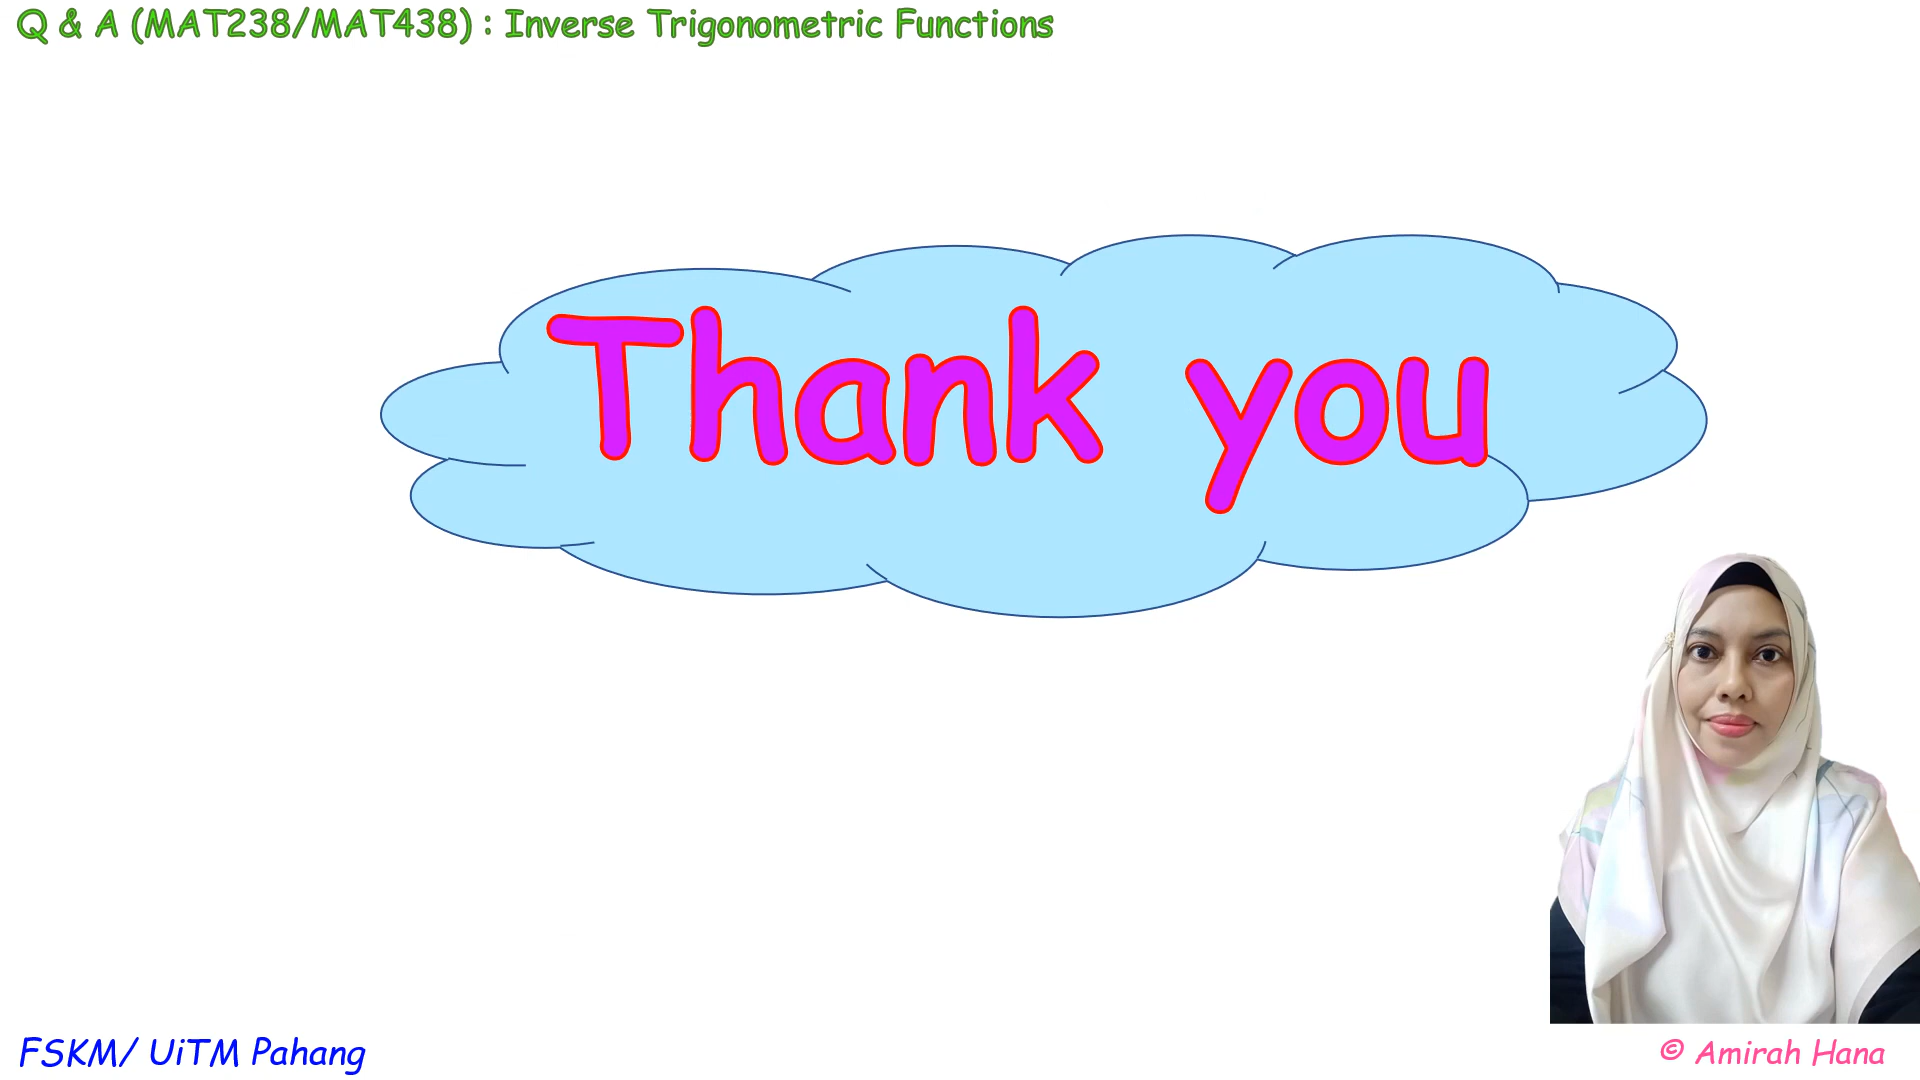 Q & A (MAT238/MAT438) : Inverse Trigonometric Functions
Thank you
FSKM/ UiTM Pahang
© Amirah Hana